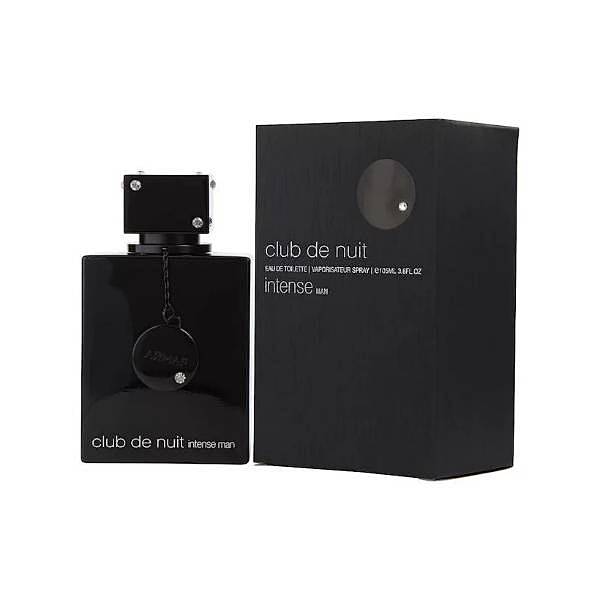 ARMAF
club de nuit intense man
club de nuit
EAU DE TOILETTE | VAPORISATEUR SPRAY | ℮105ML 3.6FL.OZ
intense MAN